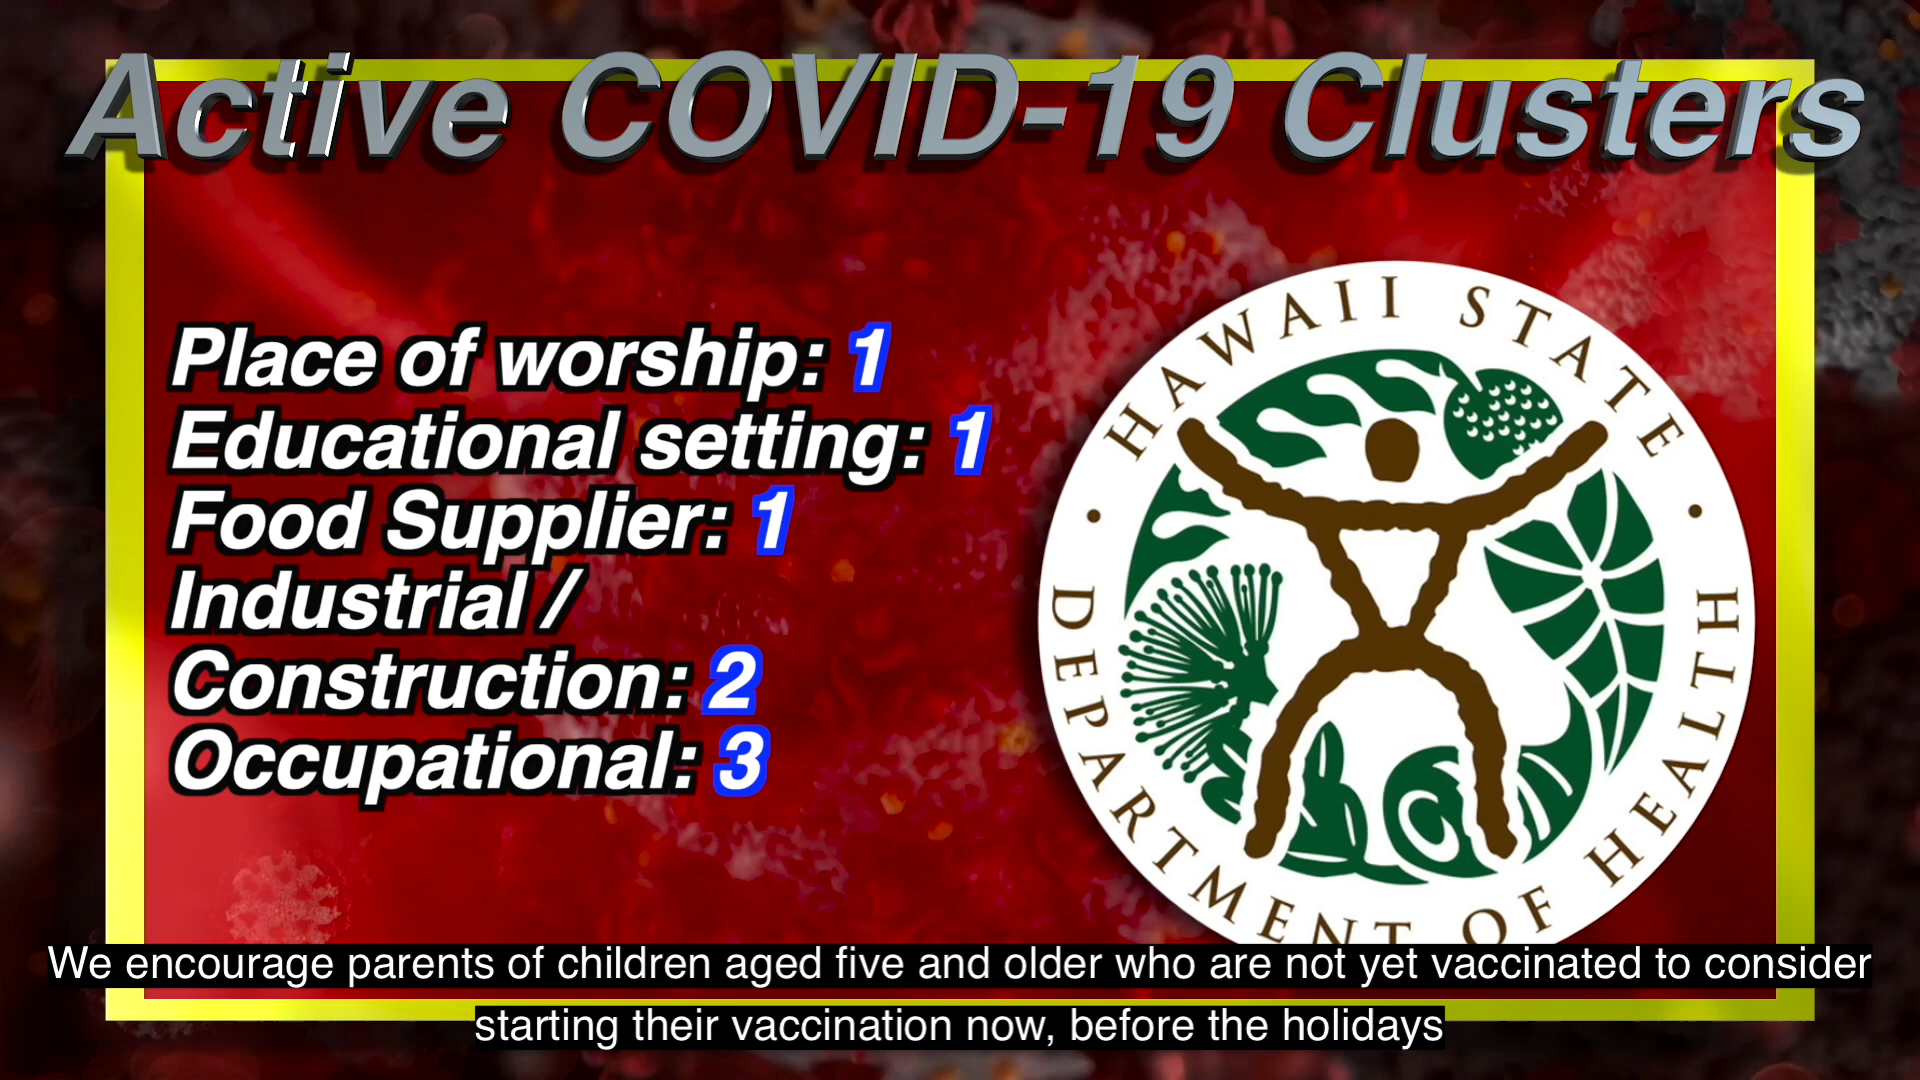 Active COVID-19 Clusters
Place of worship: 1
Educational setting: 1
Food Supplier: 1
Industrial /
Construction: 2
Occupational: 3
HAWAII STATE
DEPARTMENT OF HEALTH
We encourage parents of children aged five and older who are not yet vaccinated to consider
starting their vaccination now, before the holidays